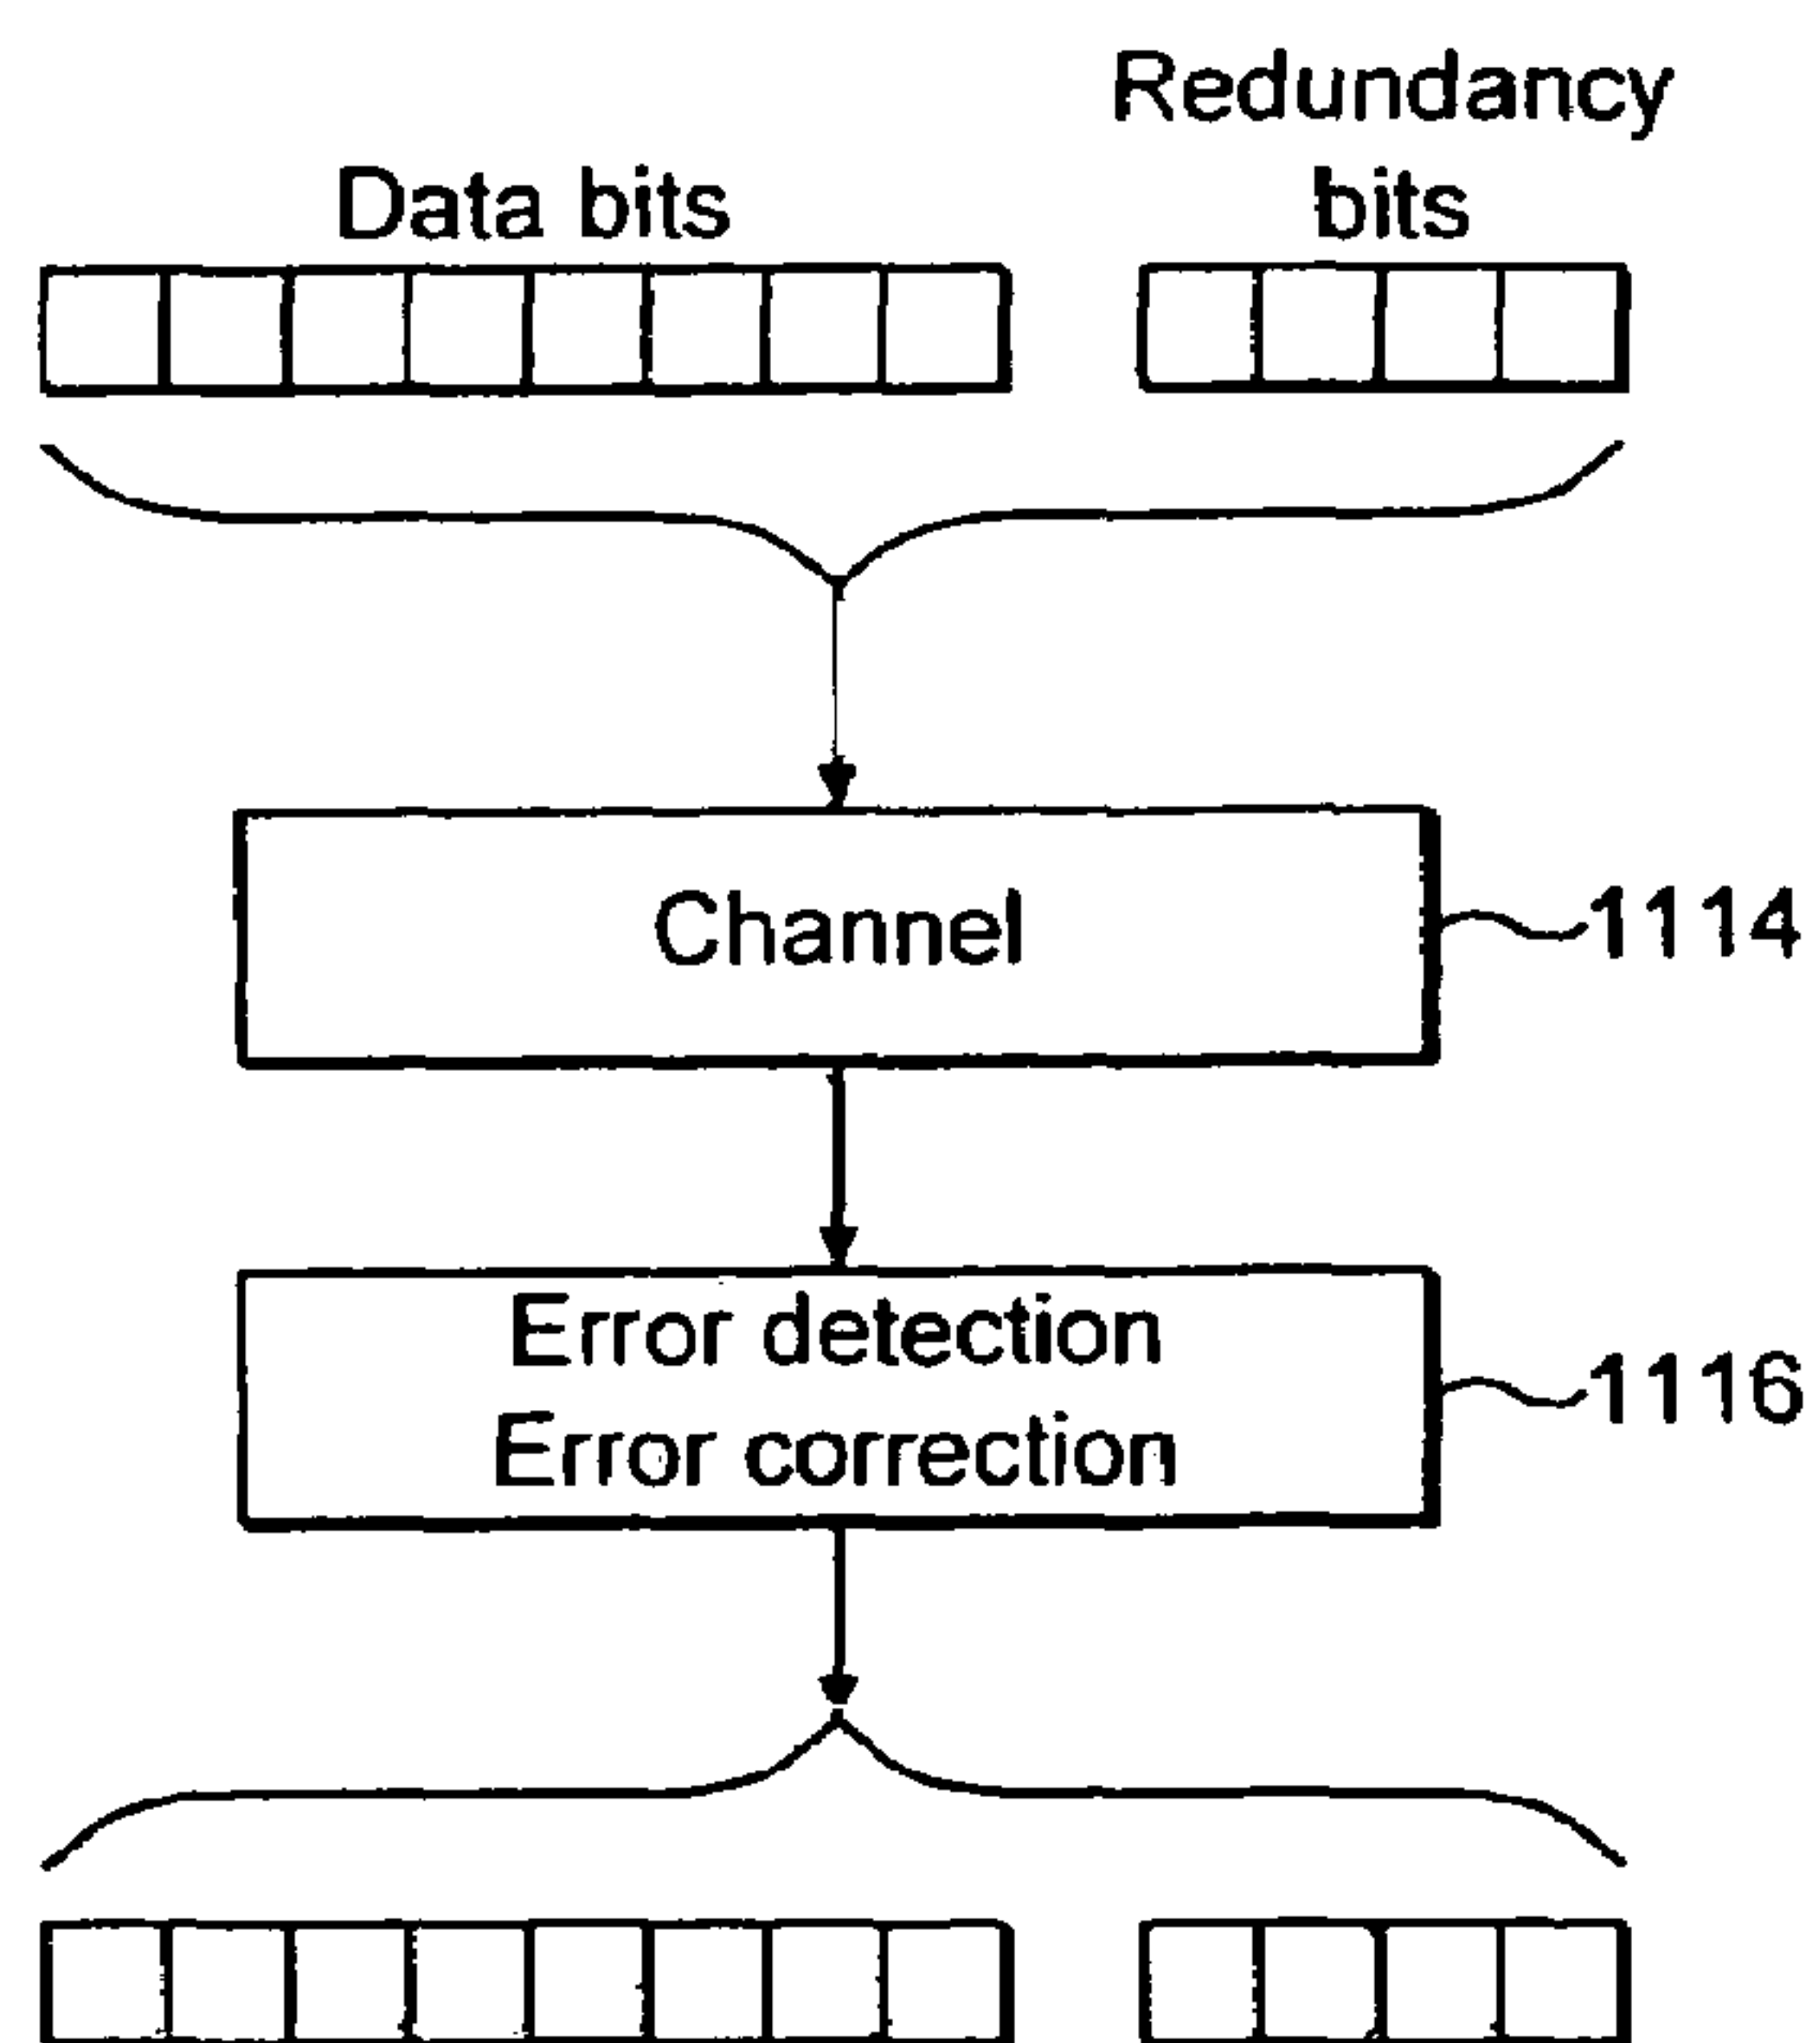 Redundancy
Data bits
bits
Channel
1114
Error detection
Error correction
1116